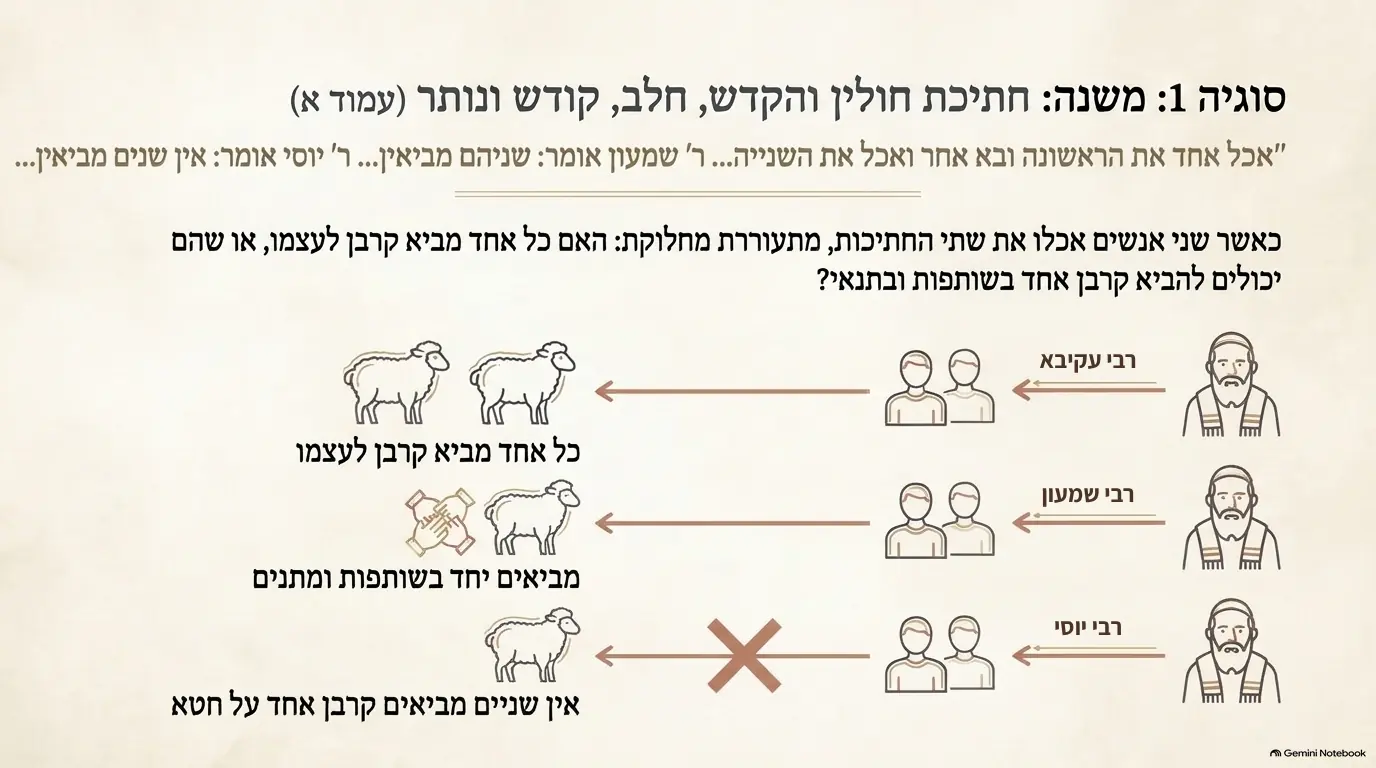 סוגיה 1: משנה: חתיכת חולין והקדש, חלב, קודש ונותר (עמוד א)
"אכל אחד את הראשונה ובא אחר ואכל את השנייה... ר' שמעון אומר: שניהם מביאין... ר' יוסי אומר: אין שנים מביאין...
כאשר שני אנשים אכלו את שתי החתיכות, מתעוררת מחלוקת: האם כל אחד מביא קרבן לעצמו, או שהם
יכולים להביא קרבן אחד בשותפות ובתנאי?
רבי עקיבא
כל אחד מביא קרבן לעצמו
רבי שמעון
מביאים יחד בשותפות ומתנים
רבי יוסי
אין שניים מביאים קרבן אחד על חטא
Gemini Notebook